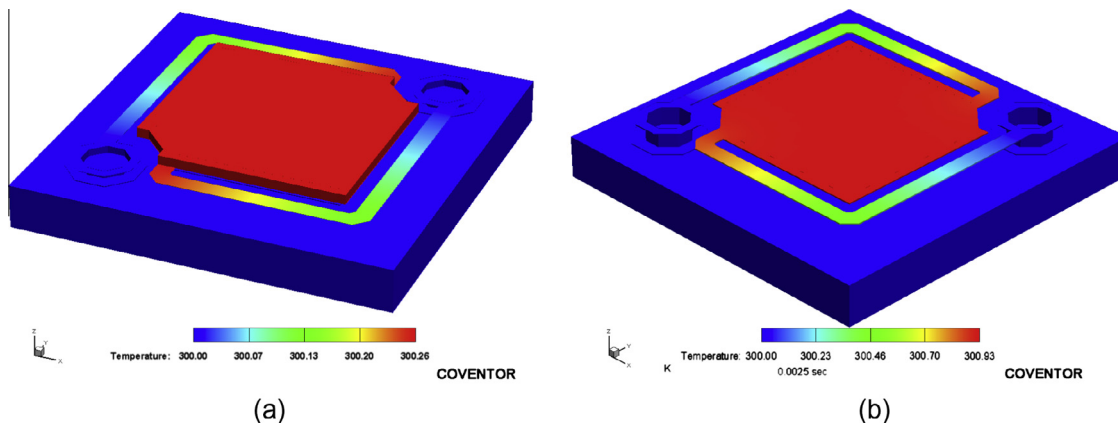 Z
Y
X
Temperature: 300.00 300.07 300.13 300.20 300.26
COVENTOR
(a)
Z
Y
X
Temperature: 300.00 300.23 300.46 300.70 300.93
K 0.0025 sec
COVENTOR
(b)